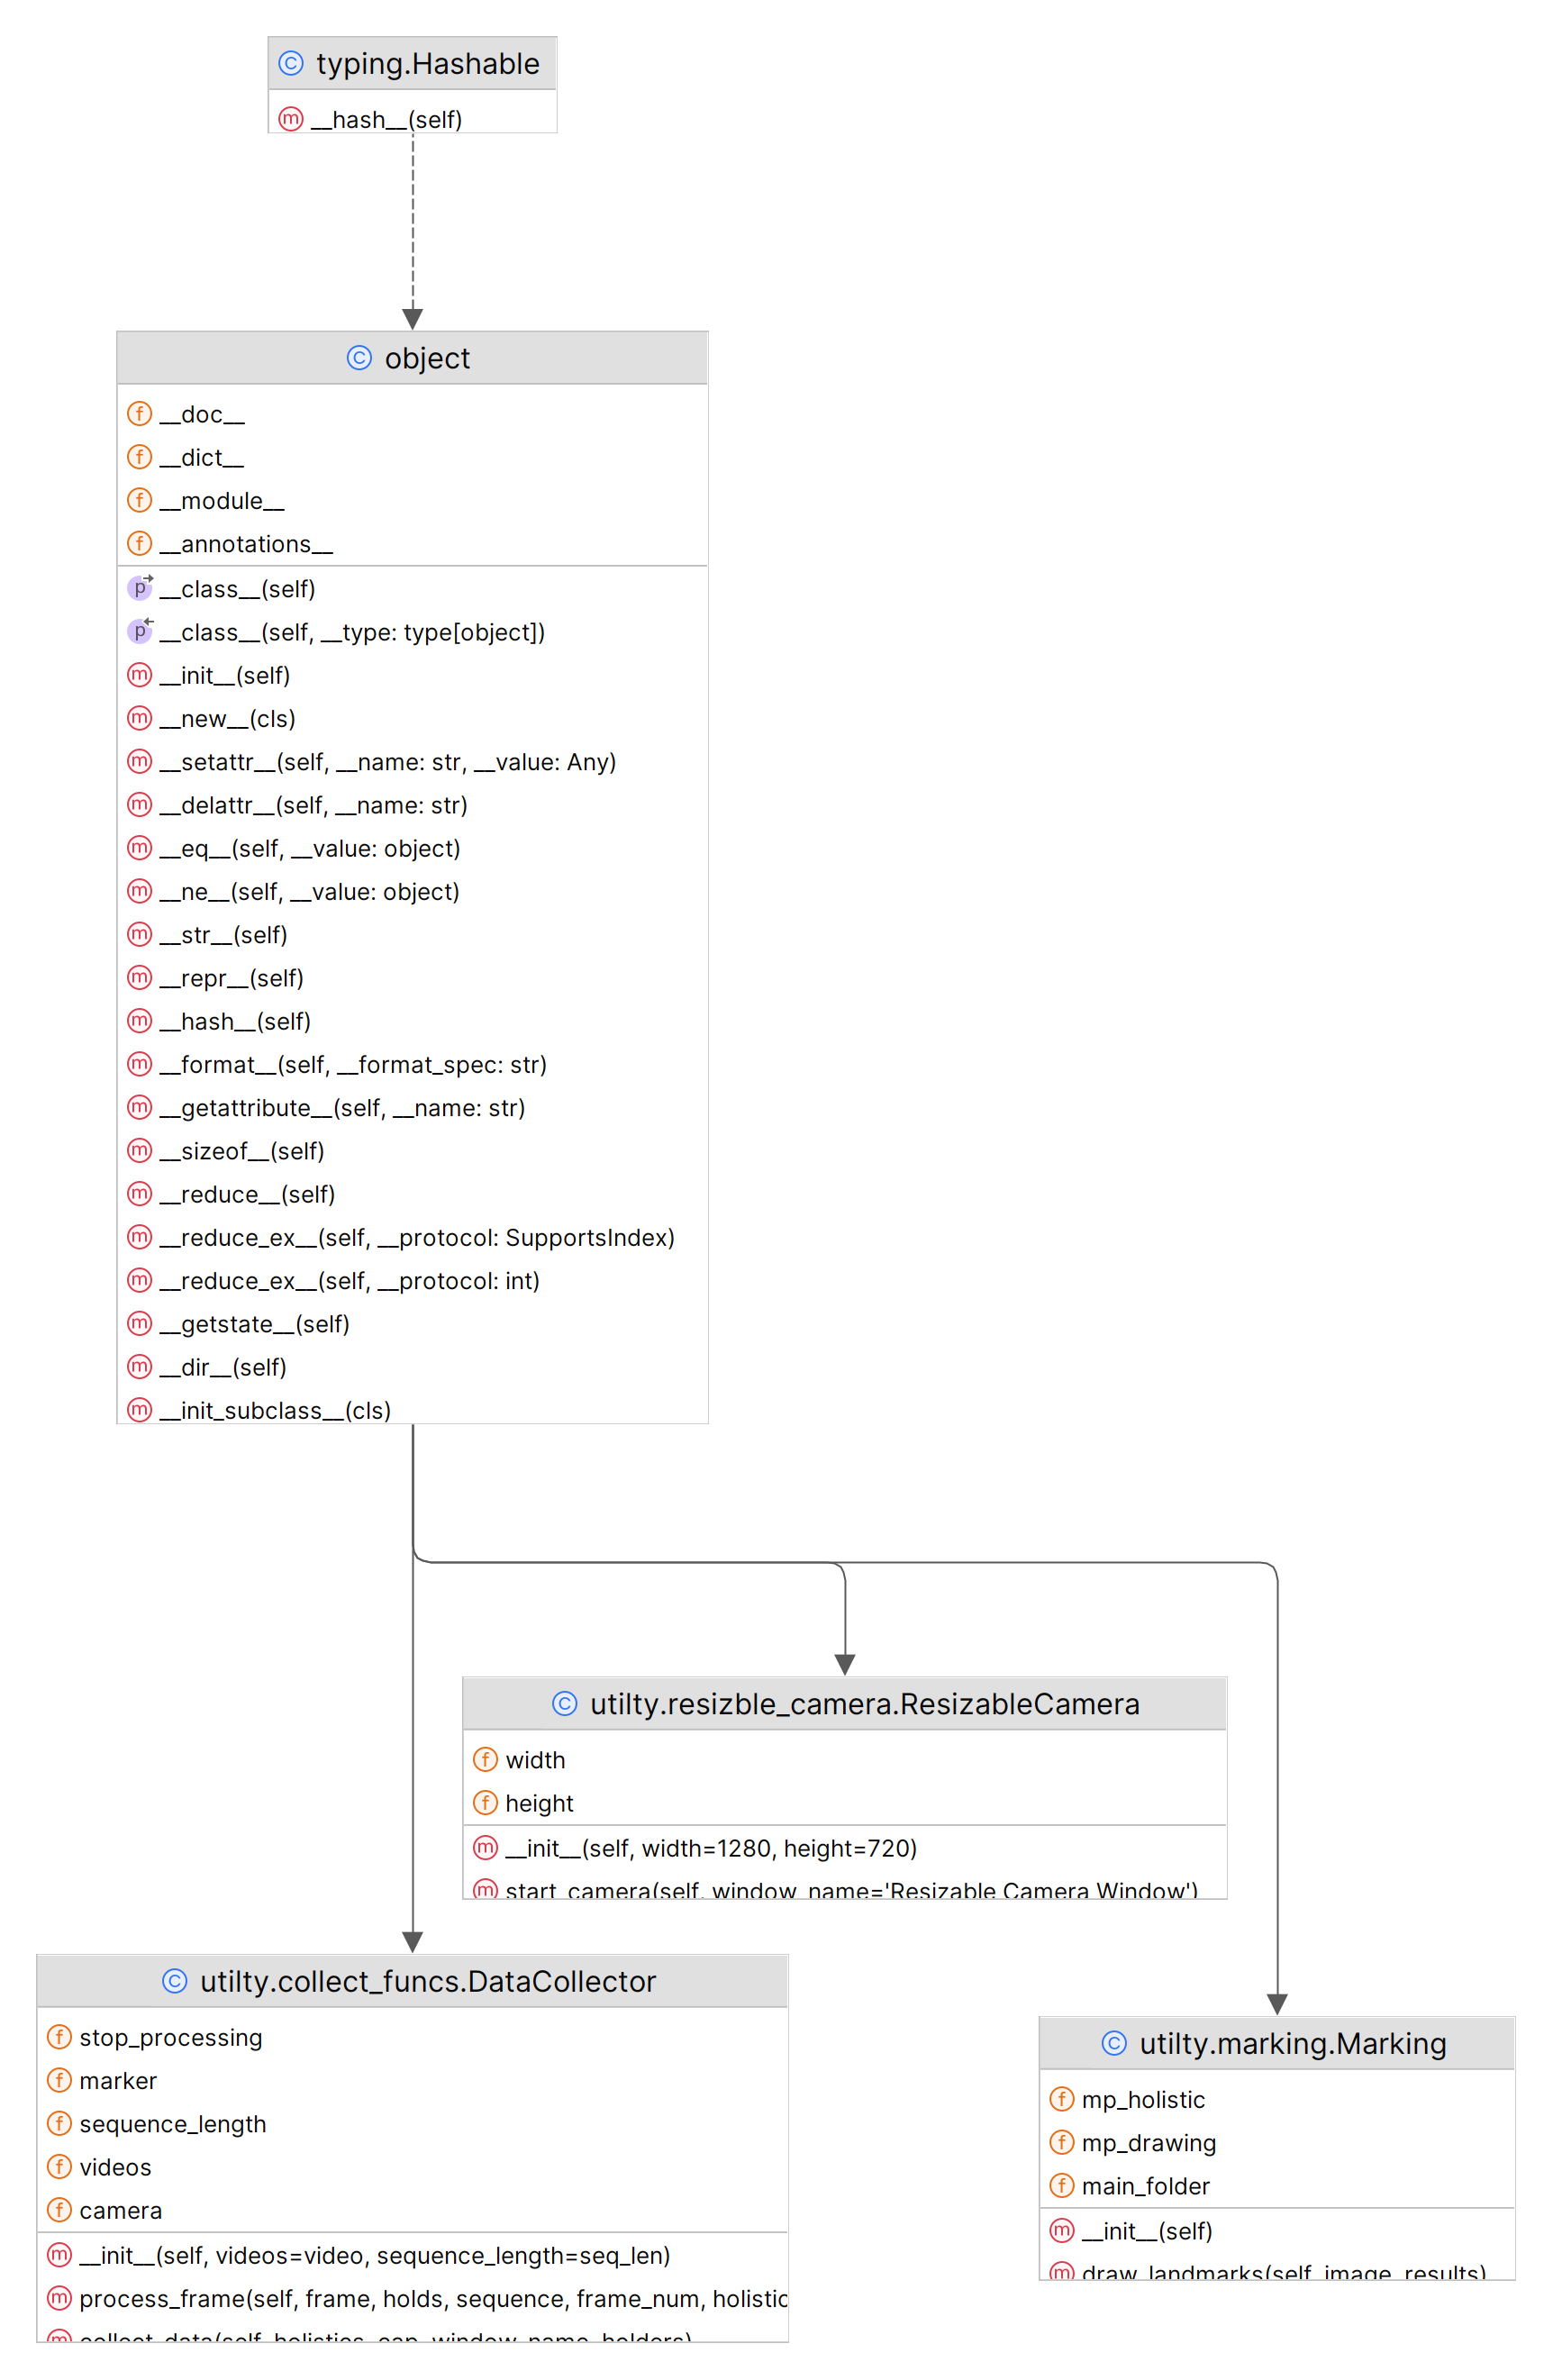 typing.Hashable
__hash__(self)
object
__doc__
__dict__
__module__
__annotations__
__class__(self)
__class__(self, __type: type[object])
__init__(self)
__new__(cls)
__setattr__(self, __name: str, __value: Any)
__delattr__(self, __name: str)
__eq__(self, __value: object)
__ne__(self, __value: object)
__str__(self)
__repr__(self)
__hash__(self)
__format__(self, __format_spec: str)
__getattribute__(self, __name: str)
__sizeof__(self)
__reduce__(self)
__reduce_ex__(self, __protocol: SupportsIndex)
__reduce_ex__(self, __protocol: int)
__getstate__(self)
__dir__(self)
__init_subclass__(cls)
utilty.resizble_camera.ResizableCamera
width
height
__init__(self, width=1280, height=720)
start_camera(self, window_name='Resizable Camera Window')
utilty.collect_funcs.DataCollector
stop_processing
marker
sequence_length
videos
camera
__init__(self, videos=video, sequence_length=seq_len)
process_frame(self, frame, holds, sequence, frame_num, holistic
collect_data(self, holistics, cap, window_name, holders)
utilty.marking.Marking
mp_holistic
mp_drawing
main_folder
__init__(self)
draw_landmarks(self, image, results)